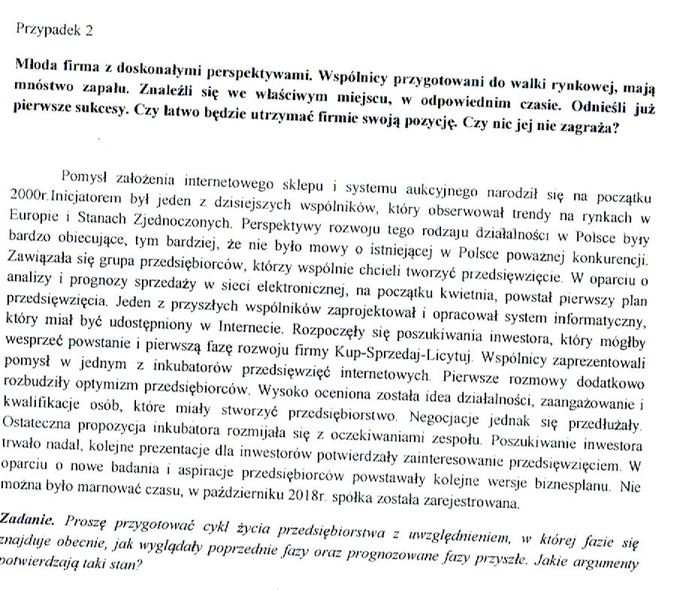 Przypadek 2
Młoda firma z doskonałymi perspektywami. Wspólnicy przygotowani do walki rynkowej, mają
mnóstwo zapału. Znaleźli się we właściwym miejscu, w odpowiednim czasie. Odnieśli już
pierwsze sukcesy. Czy łatwo będzie utrzymać firmie swoją pozycję. Czy nic jej nie zagraża?
Pomysł założenia internetowego sklepu i systemu aukcyjnego narodził się na początku
2000r.Inicjatorem był jeden z dzisiejszych wspólników, który obserwował trendy na rynkach w
Europie i Stanach Zjednoczonych. Perspektywy rozwoju tego rodzaju działalności w Polsce były
bardzo obiecujące, tym bardziej, że nie było mowy o istniejącej w Polsce poważnej konkurencji.
Zawiązała się grupa przedsiębiorców, którzy wspólnie chcieli tworzyć przedsięwzięcie. W oparciu o
analizy i prognozy sprzedaży w sieci elektronicznej, na początku kwietnia, powstał pierwszy plan
przedsięwzięcia. Jeden z przyszłych wspólników zaprojektował i opracował system informatyczny,
który miał być udostępniony w Internecie. Rozpoczęły się poszukiwania inwestora, który mógłby
wesprzeć powstanie i pierwszą fazę rozwoju firmy Kup-Sprzedaj-Licytuj. Wspólnicy zaprezentowali
pomysł w jednym z inkubatorów przedsięwzięć internetowych. Pierwsze rozmowy dodatkowo
rozbudziły optymizm przedsiębiorców. Wysoko oceniona została idea działalności, zaangażowanie i
kwalifikacje osób, które miały stworzyć przedsiębiorstwo. Negocjacje jednak się przedłużały.
Ostateczna propozycja inkubatora rozmijała się z oczekiwaniami zespołu. Poszukiwanie inwestora
trwało nadal, kolejne prezentacje dla inwestorów potwierdzały zainteresowanie przedsięwzięciem. W
oparciu o nowe badania i aspiracje przedsiębiorców powstawały kolejne wersje biznesplanu. Nie
można było marnować czasu, w październiku 2018r. spółka została zarejestrowana.
Zadanie. Proszę przygotować cykl życia przedsiębiorstwa z uwzględnieniem, w której fazie się
znajduje obecnie, jak wyglądały poprzednie fazy oraz prognozowane fazy przyszłe. Jakie argumenty
potwierdzają taki stan?